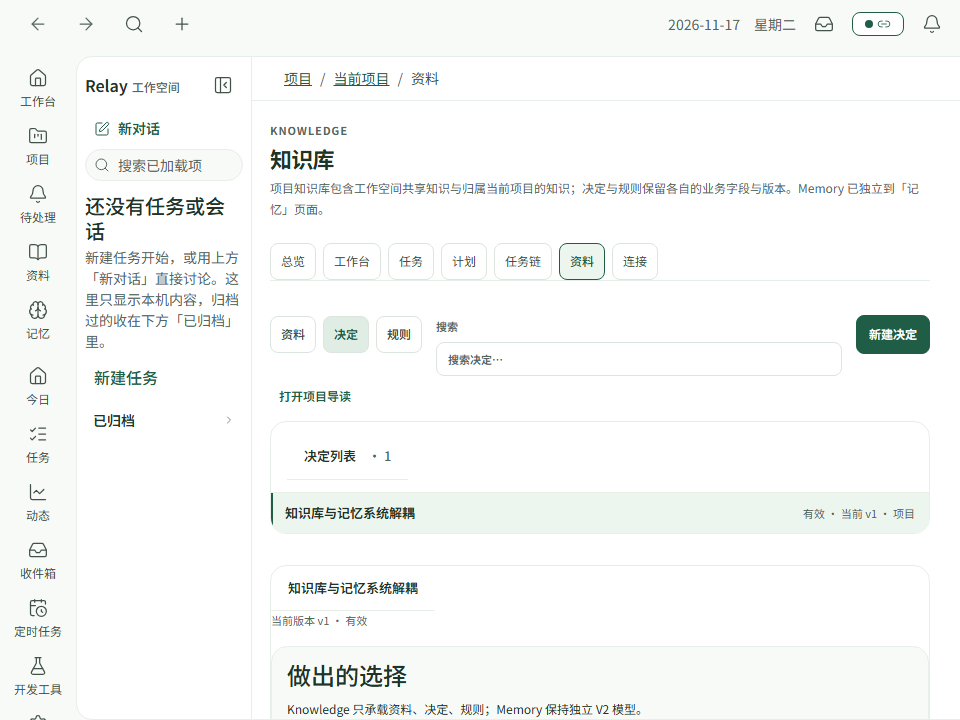 2026-11-17 星期二
工作台
项目
待处理
资料
记忆
今日
任务
动态
收件箱
定时任务
开发工具
Relay 工作空间
新对话
搜索已加载项
还没有任务或会
话
新建任务开始，或用上方
「新对话」直接讨论。这
里只显示本机内容，归档
过的收在下方「已归档」
里。
新建任务
已归档
项目 / 当前项目 / 资料
KNOWLEDGE
知识库
项目知识库包含工作空间共享知识与归属当前项目的知识；决定与规则保留各自的业务字段与版本。Memory 已独立到「记
忆」页面。
总览 工作台 任务 计划 任务链 资料 连接
资料 决定 规则
搜索
搜索决定…
新建决定
打开项目导读
决定列表 • 1
知识库与记忆系统解耦 有效 • 当前 v1 • 项目
知识库与记忆系统解耦
当前版本 v1 • 有效
做出的选择
Knowledge 只承载资料、决定、规则；Memory 保持独立 V2 模型。